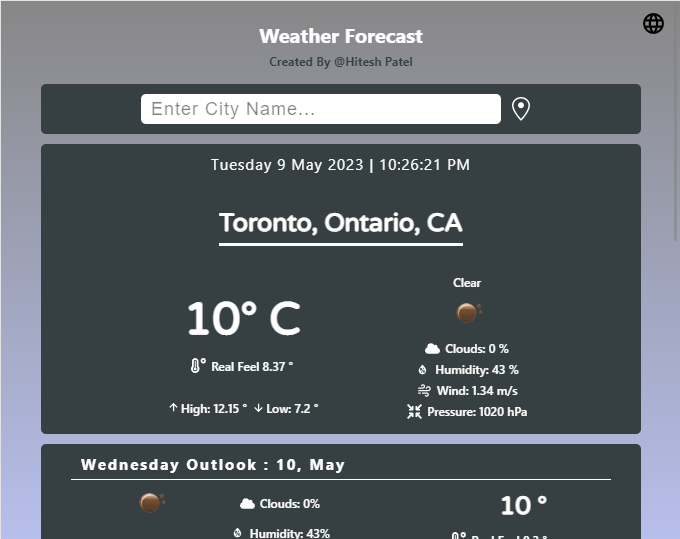 Weather Forecast
Created By @Hitesh Patel
Enter City Name...
Tuesday 9 May 2023 | 10:26:21 PM
Toronto, Ontario, CA
Clear
10° C
Clouds: 0 %
Real Feel 8.37 °
Humidity: 43 %
Wind: 1.34 m/s
High: 12.15 ° Low: 7.2 °
Pressure: 1020 hPa
Wednesday Outlook : 10, May
Clouds: 0%
10 °
Humidity: 43%